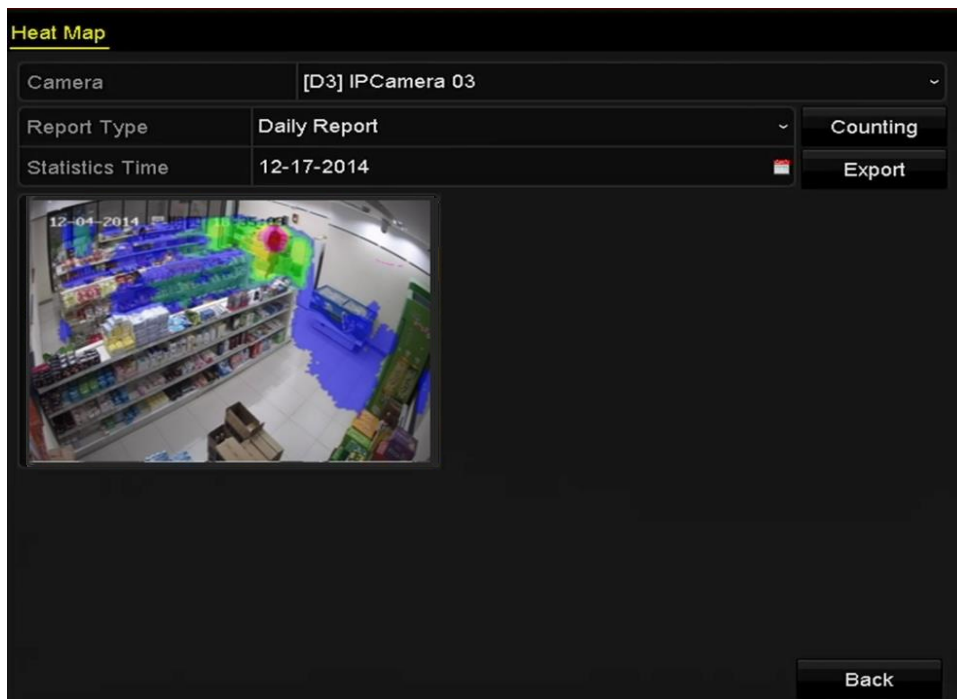 Heat Map
Camera [D3] IPCamera 03
Report Type Daily Report Counting
Statistics Time 12-17-2014 Export
12-04-2014
Back